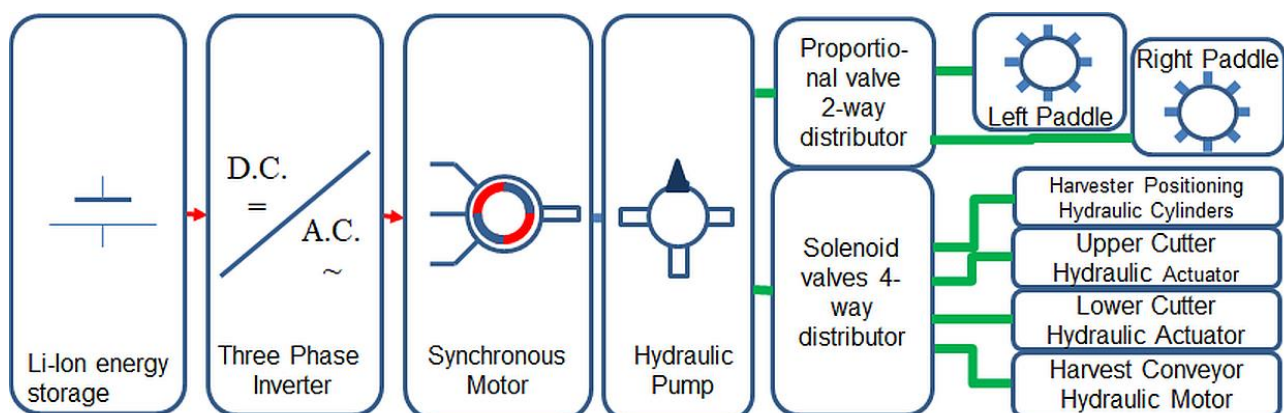 Li-Ion energy
storage
D.C.
=
A.C.
~
Three Phase
Inverter
Synchronous
Motor
Hydraulic
Pump
Proportio-
nal valve
2-way
distributor
Left Paddle
Right Paddle
Solenoid
valves 4-
way
distributor
Harvester Positioning
Hydraulic Cylinders
Upper Cutter
Hydraulic Actuator
Lower Cutter
Hydraulic Actuator
Harvest Conveyor
Hydraulic Motor